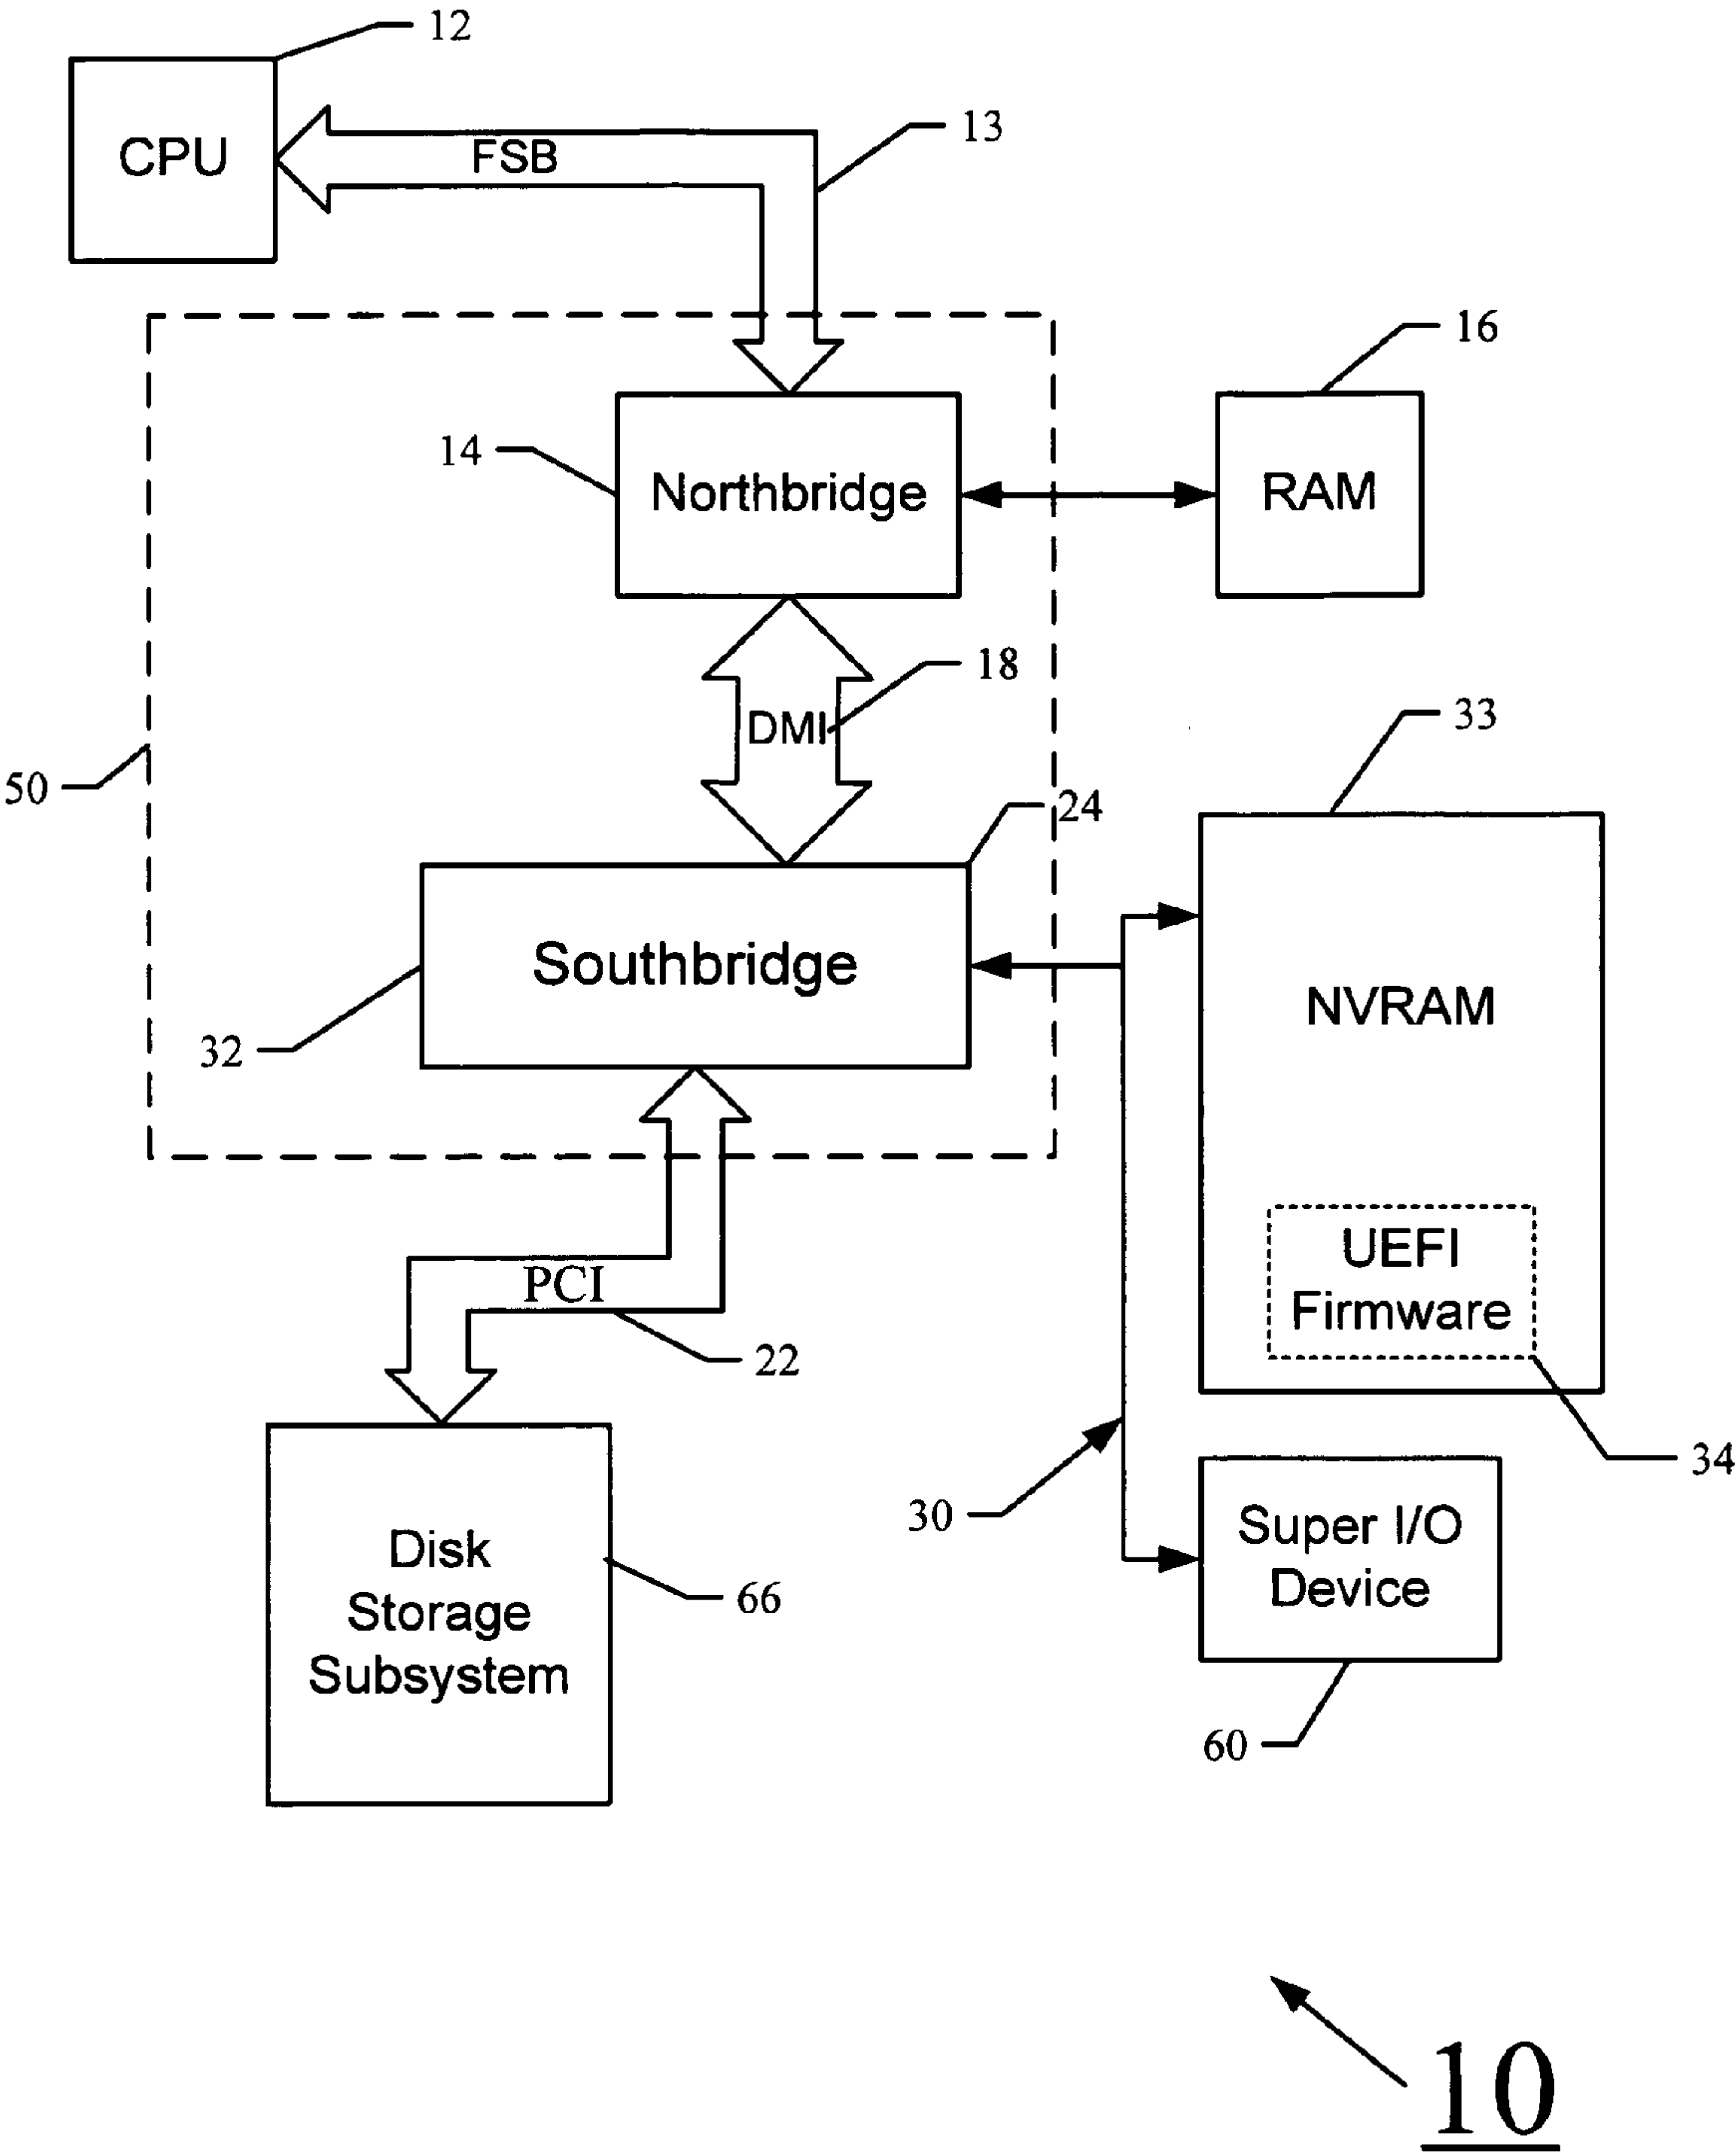 12
CPU
FSB
13
16
14
Northbridge
RAM
18
DMI
33
50
24
Southbridge
NVRAM
32
UEFI
Firmware
PCI
22
34
30
Super I/O
Device
Disk
Storage
Subsystem
66
60
10